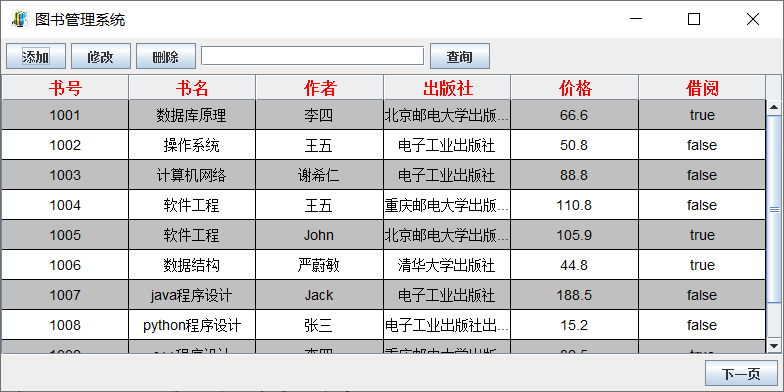 图书管理系统
添加 修改 删除 查询
书号 书名 作者 出版社 价格 借阅
1001 数据库原理 李四 北京邮电大学出版... 66.6 true
1002 操作系统 王五 电子工业出版社 50.8 false
1003 计算机网络 谢希仁 电子工业出版社 88.8 false
1004 软件工程 王五 重庆邮电大学出版... 110.8 false
1005 软件工程 John 北京邮电大学出版... 105.9 true
1006 数据结构 严蔚敏 清华大学出版社 44.8 true
1007 java程序设计 Jack 电子工业出版社 188.5 false
1008 python程序设计 张三 电子工业出版社出... 15.2 false
下一页